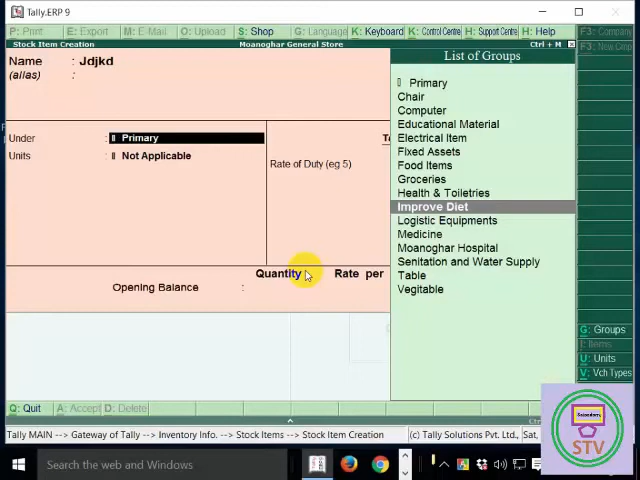 Tally.ERP 9
P: Print E: Export M: E-Mail O: Upload S: Shop G: Language K: Keyboard K: Control Centre H: Support Centre H: Help F3: Company
Stock Item Creation Moanoghar General Store Ctrl + M
F3: New Cmp
List of Groups
Name : Jdjkd
(alias) :
Primary
Chair
Computer
Educational Material
Electrical Item
Fixed Assets
Food Items
Groceries
Health & Toiletries
Improve Diet
Logistic Equipments
Medicine
Moanoghar Hospital
Senitation and Water Supply
Table
Vegitable
Under : Primary
Units : Not Applicable
Rate of Duty (eg 5)
Quantity Rate per
Opening Balance :
G: Groups
I: Items
U: Units
V: Vch Types
Q: Quit A: Accept D: Delete
Tally MAIN --> Gateway of Tally --> Inventory Info. --> Stock Items --> Stock Item Creation (c) Tally Solutions Pvt. Ltd., Sat,
STV
Search the web and Windows